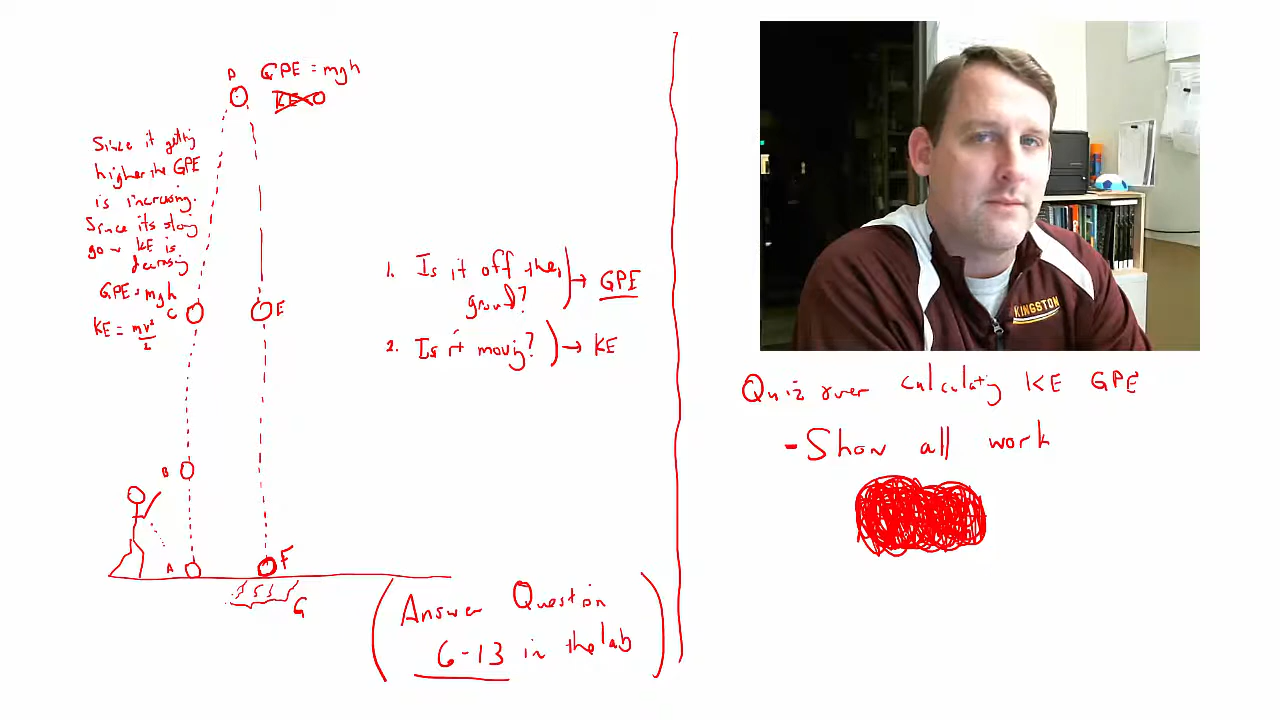 D GPE = mgh
KE=0
Since it getting
higher the GPE
is increasing.
Since its slowing
down KE is
decreasing
GPE = mgh
C
KE = mv²
2
E
1. Is it off the
ground?
→ GPE
2. Is it moving? → KE
B
A
F
G
Answer Question
6-13 in the lab
KINGSTON
Quiz over calculating KE GPE
- Show all work